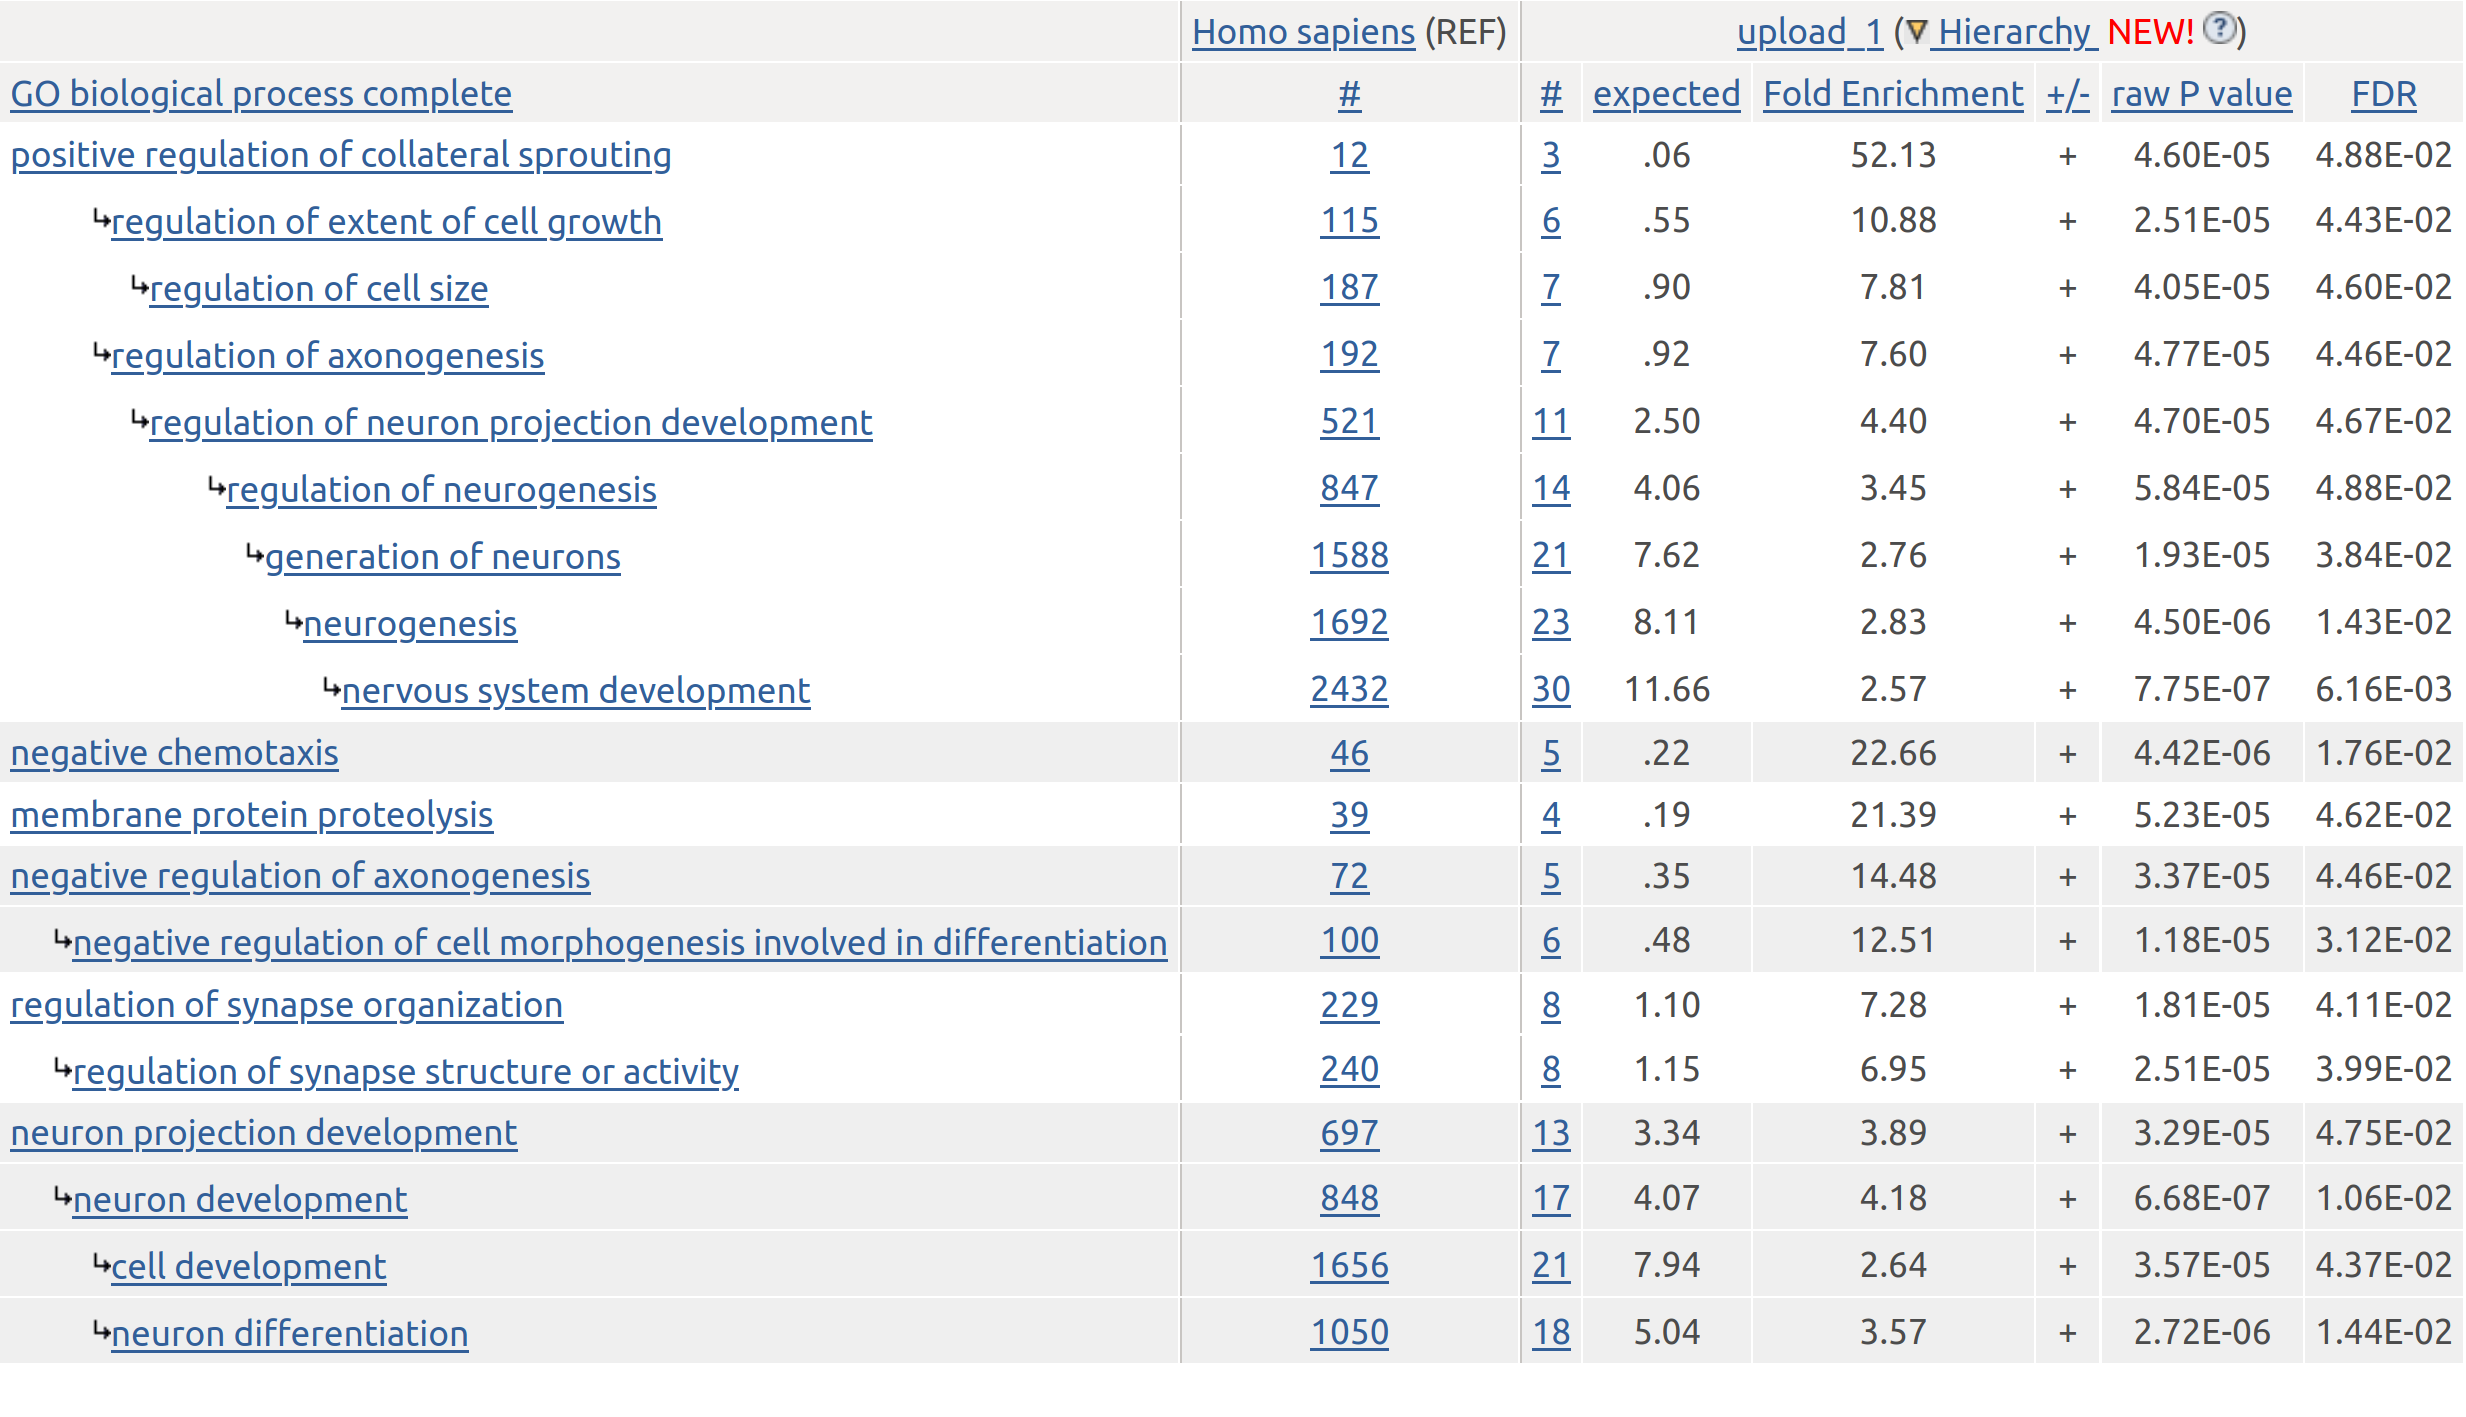 Homo sapiens (REF) upload_1 (▼ Hierarchy NEW! ?)
GO biological process complete # # expected Fold Enrichment +/- raw P value FDR
positive regulation of collateral sprouting 12 3 .06 52.13 + 4.60E-05 4.88E-02
↳regulation of extent of cell growth 115 6 .55 10.88 + 2.51E-05 4.43E-02
↳regulation of cell size 187 7 .90 7.81 + 4.05E-05 4.60E-02
↳regulation of axonogenesis 192 7 .92 7.60 + 4.77E-05 4.46E-02
↳regulation of neuron projection development 521 11 2.50 4.40 + 4.70E-05 4.67E-02
↳regulation of neurogenesis 847 14 4.06 3.45 + 5.84E-05 4.88E-02
↳generation of neurons 1588 21 7.62 2.76 + 1.93E-05 3.84E-02
↳neurogenesis 1692 23 8.11 2.83 + 4.50E-06 1.43E-02
↳nervous system development 2432 30 11.66 2.57 + 7.75E-07 6.16E-03
negative chemotaxis 46 5 .22 22.66 + 4.42E-06 1.76E-02
membrane protein proteolysis 39 4 .19 21.39 + 5.23E-05 4.62E-02
negative regulation of axonogenesis 72 5 .35 14.48 + 3.37E-05 4.46E-02
↳negative regulation of cell morphogenesis involved in differentiation 100 6 .48 12.51 + 1.18E-05 3.12E-02
regulation of synapse organization 229 8 1.10 7.28 + 1.81E-05 4.11E-02
↳regulation of synapse structure or activity 240 8 1.15 6.95 + 2.51E-05 3.99E-02
neuron projection development 697 13 3.34 3.89 + 3.29E-05 4.75E-02
↳neuron development 848 17 4.07 4.18 + 6.68E-07 1.06E-02
↳cell development 1656 21 7.94 2.64 + 3.57E-05 4.37E-02
↳neuron differentiation 1050 18 5.04 3.57 + 2.72E-06 1.44E-02